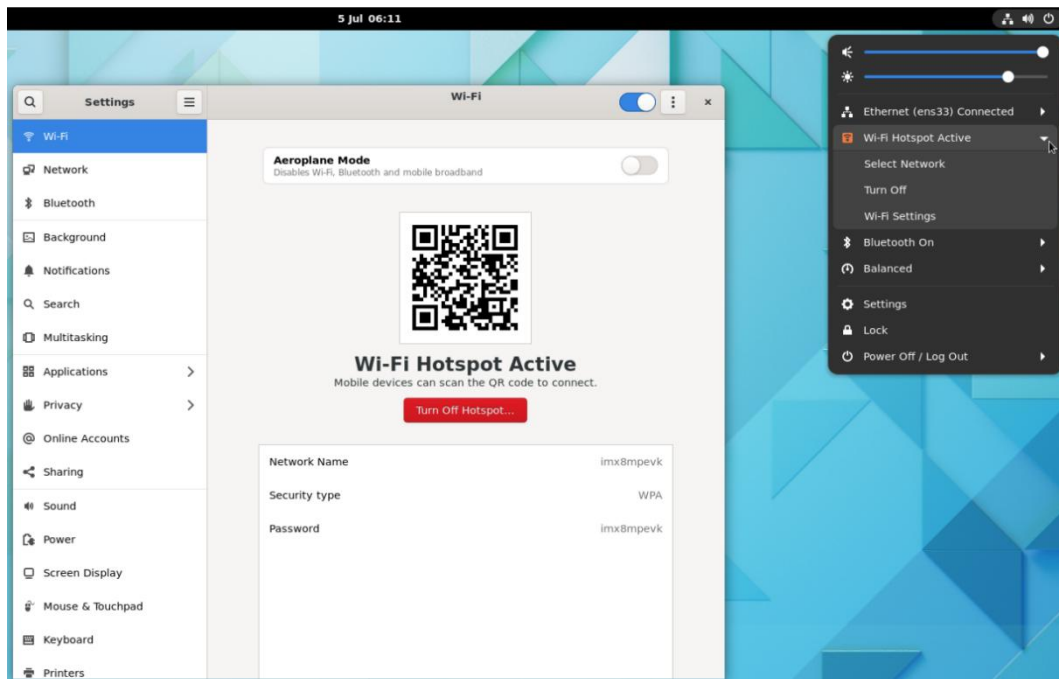 5 Jul 06:11
Settings
Wi-Fi
Wi-Fi
Network
Bluetooth
Background
Notifications
Search
Multitasking
Applications
Privacy
Online Accounts
Sharing
Sound
Power
Screen Display
Mouse & Touchpad
Keyboard
Printers
Aeroplane Mode
Disables Wi-Fi, Bluetooth and mobile broadband
Wi-Fi Hotspot Active
Mobile devices can scan the QR code to connect.
Turn Off Hotspot...
Network Name imx8mpevk
Security type WPA
Password imx8mpevk
Ethernet (ens33) Connected
Wi-Fi Hotspot Active
Select Network
Turn Off
Wi-Fi Settings
Bluetooth On
Balanced
Settings
Lock
Power Off / Log Out